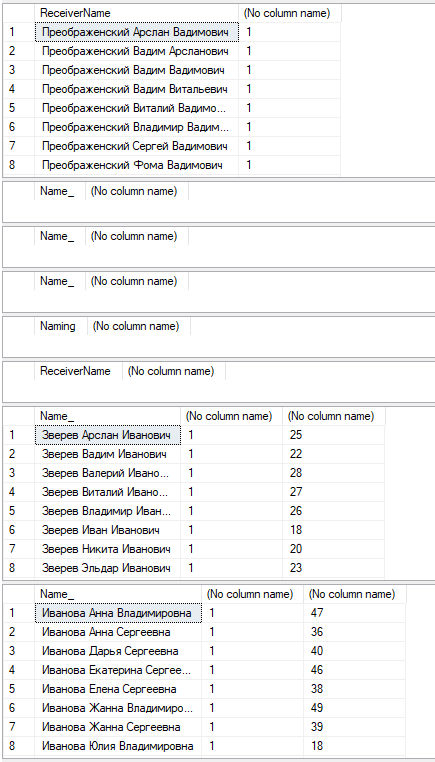 ReceiverName (No column name)
1 Преображенский Арслан Вадимович 1
2 Преображенский Вадим Арсланович 1
3 Преображенский Вадим Вадимович 1
4 Преображенский Вадим Витальевич 1
5 Преображенский Виталий Вадимо... 1
6 Преображенский Владимир Вадим... 1
7 Преображенский Сергей Вадимович 1
8 Преображенский Фома Вадимович 1
Name_ (No column name)
Name_ (No column name)
Name_ (No column name)
Naming (No column name)
ReceiverName (No column name)
Name_ (No column name) (No column name)
1 Зверев Арслан Иванович 1 25
2 Зверев Вадим Иванович 1 22
3 Зверев Валерий Ивано... 1 28
4 Зверев Виталий Ивано... 1 27
5 Зверев Владимир Иван... 1 26
6 Зверев Иван Иванович 1 18
7 Зверев Никита Иванович 1 20
8 Зверев Эльдар Иванович 1 23
Name_ (No column name) (No column name)
1 Иванова Анна Владимировна 1 47
2 Иванова Анна Сергеевна 1 36
3 Иванова Дарья Сергеевна 1 40
4 Иванова Екатерина Сергее... 1 46
5 Иванова Елена Сергеевна 1 38
6 Иванова Жанна Владимиро... 1 49
7 Иванова Жанна Сергеевна 1 39
8 Иванова Юлия Владимировна 1 18